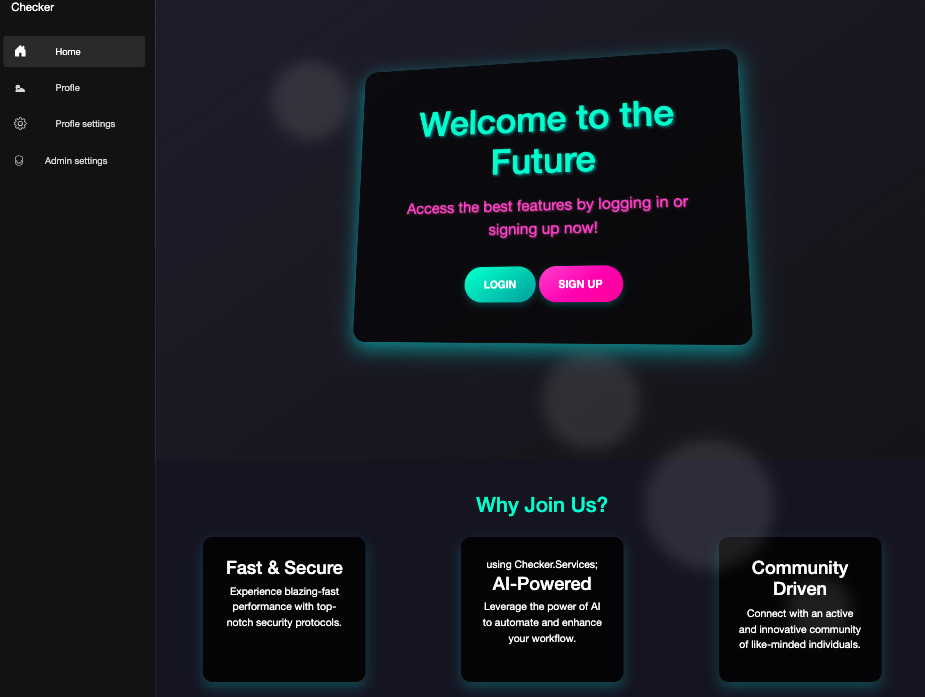 Checker
Home
Profile
Profile settings
Admin settings
Welcome to the
Future
Access the best features by logging in or
signing up now!
LOGIN
SIGN UP
Why Join Us?
Fast & Secure
Experience blazing-fast
performance with top-
notch security protocols.
using Checker.Services;
AI-Powered
Leverage the power of AI
to automate and enhance
your workflow.
Community
Driven
Connect with an active
and innovative community
of like-minded individuals.